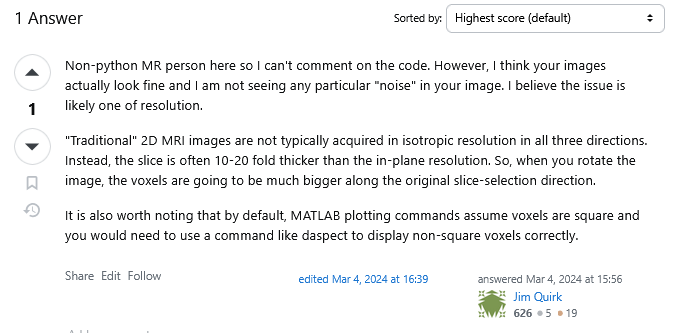 1 Answer
Sorted by:
Highest score (default)
Non-python MR person here so I can't comment on the code. However, I think your images
actually look fine and I am not seeing any particular "noise" in your image. I believe the issue is
likely one of resolution.
1
"Traditional" 2D MRI images are not typically acquired in isotropic resolution in all three directions.
Instead, the slice is often 10-20 fold thicker than the in-plane resolution. So, when you rotate the
image, the voxels are going to be much bigger along the original slice-selection direction.
It is also worth noting that by default, MATLAB plotting commands assume voxels are square and
you would need to use a command like daspect to display non-square voxels correctly.
Share Edit Follow
edited Mar 4, 2024 at 16:39
answered Mar 4, 2024 at 15:56
Jim Quirk
626 5 19